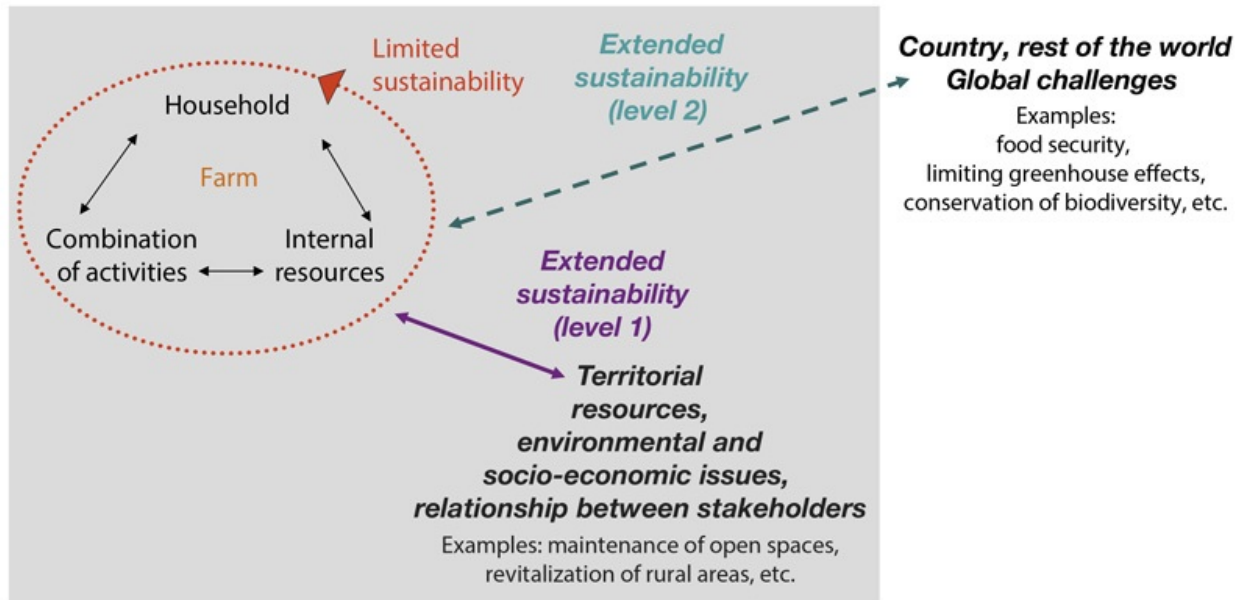 Limited
sustainability
Household
Farm
Combination
of activities
Internal
resources
Extended
sustainability
(level 2)
Country, rest of the world
Global challenges
Examples:
food security,
limiting greenhouse effects,
conservation of biodiversity, etc.
Extended
sustainability
(level 1)
Territorial
resources,
environmental and
socio-economic issues,
relationship between stakeholders
Examples: maintenance of open spaces,
revitalization of rural areas, etc.